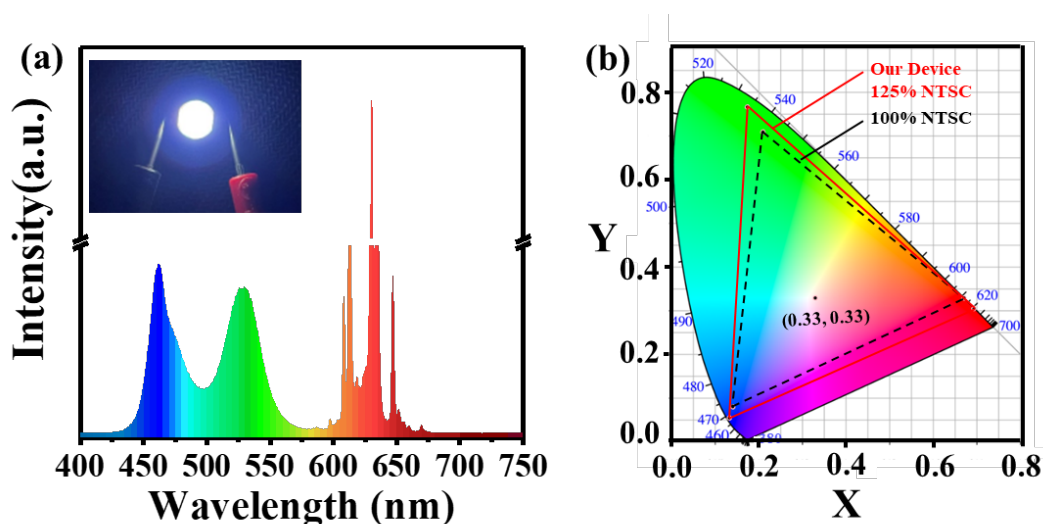 (a)
Intensity(a.u.)
400 450 500 550 600 650 700 750
Wavelength (nm)
(b)
Our Device
125% NTSC
100% NTSC
520
540
560
500
580
600
620
490
700
480
470
460
380
(0.33, 0.33)
Y
0.8
0.6
0.4
0.2
0.0
0.0 0.2 0.4 0.6 0.8
X